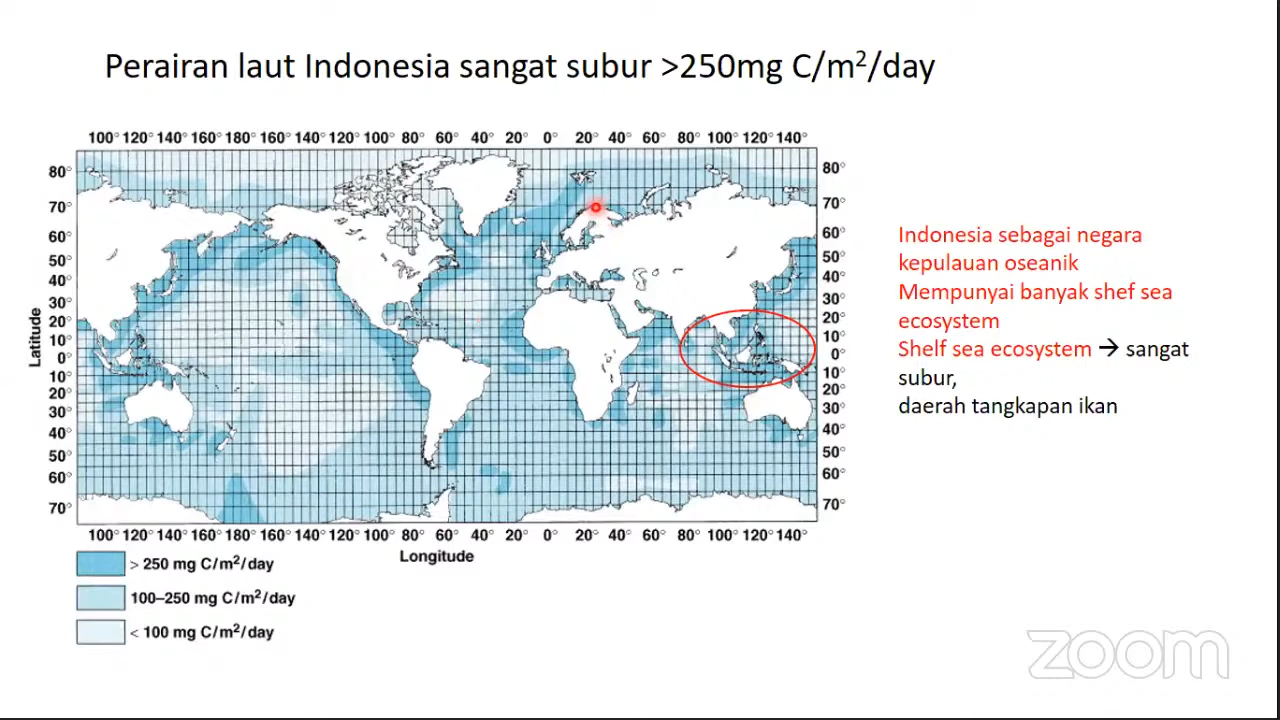 Perairan laut Indonesia sangat subur >250mg C/m²/day
100° 120° 140° 160° 180° 160° 140° 120° 100° 80° 60° 40° 20° 0° 20° 40° 60° 80° 100° 120° 140°
80° 80°
70° 70°
60° 60°
50° 50°
40° 40°
30° 30°
20° 20°
10° 10°
0° 0°
10° 10°
20° 20°
30° 30°
40° 40°
50° 50°
60° 60°
70° 70°
Latitude
100° 120° 140° 160° 180° 160° 140° 120° 100° 80° 60° 40° 20° 0° 20° 40° 60° 80° 100° 120° 140°
Longitude
> 250 mg C/m²/day
100–250 mg C/m²/day
< 100 mg C/m²/day
Indonesia sebagai negara
kepulauan oseanik
Mempunyai banyak shef sea
ecosystem
Shelf sea ecosystem → sangat
subur,
daerah tangkapan ikan
zoom